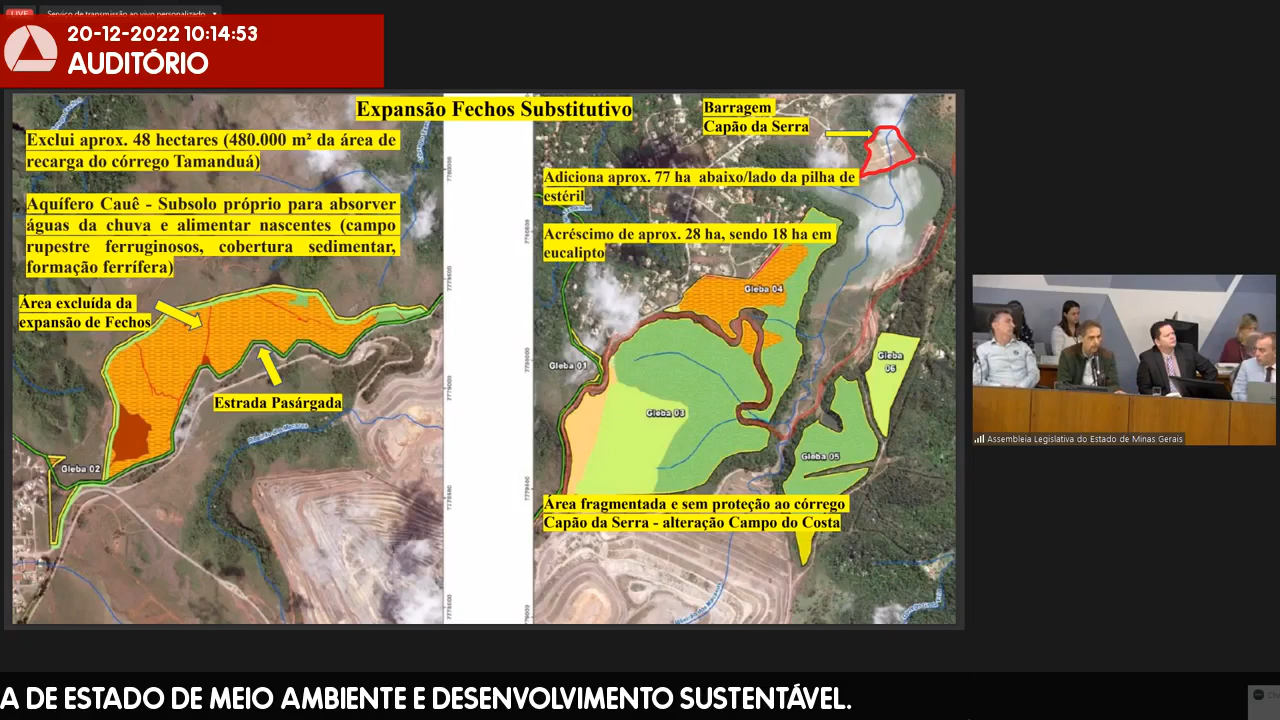 LIVE
Serviço de transmissão ao vivo personalizado
20-12-2022 10:14:53
AUDITÓRIO
Expansão Fechos Substitutivo
Exclui aprox. 48 hectares (480.000 m² da área de
recarga do córrego Tamanduá)
Aquífero Cauê - Subsolo próprio para absorver
águas da chuva e alimentar nascentes (campo
rupestre ferruginosos, cobertura sedimentar,
formação ferrífera)
Área excluída da
expansão de Fechos
Estrada Pasárgada
Gleba 02
Barragem
Capão da Serra
Adiciona aprox. 77 ha abaixo/lado da pilha de
estéril
Acréscimo de aprox. 28 ha, sendo 18 ha em
eucalipto
Gleba 04
Gleba 01
Gleba 03
Gleba
06
Gleba 05
Área fragmentada e sem proteção ao córrego
Capão da Serra - alteração Campo do Costa
Assembleia Legislativa do Estado de Minas Gerais
A DE ESTADO DE MEIO AMBIENTE E DESENVOLVIMENTO SUSTENTÁVEL.